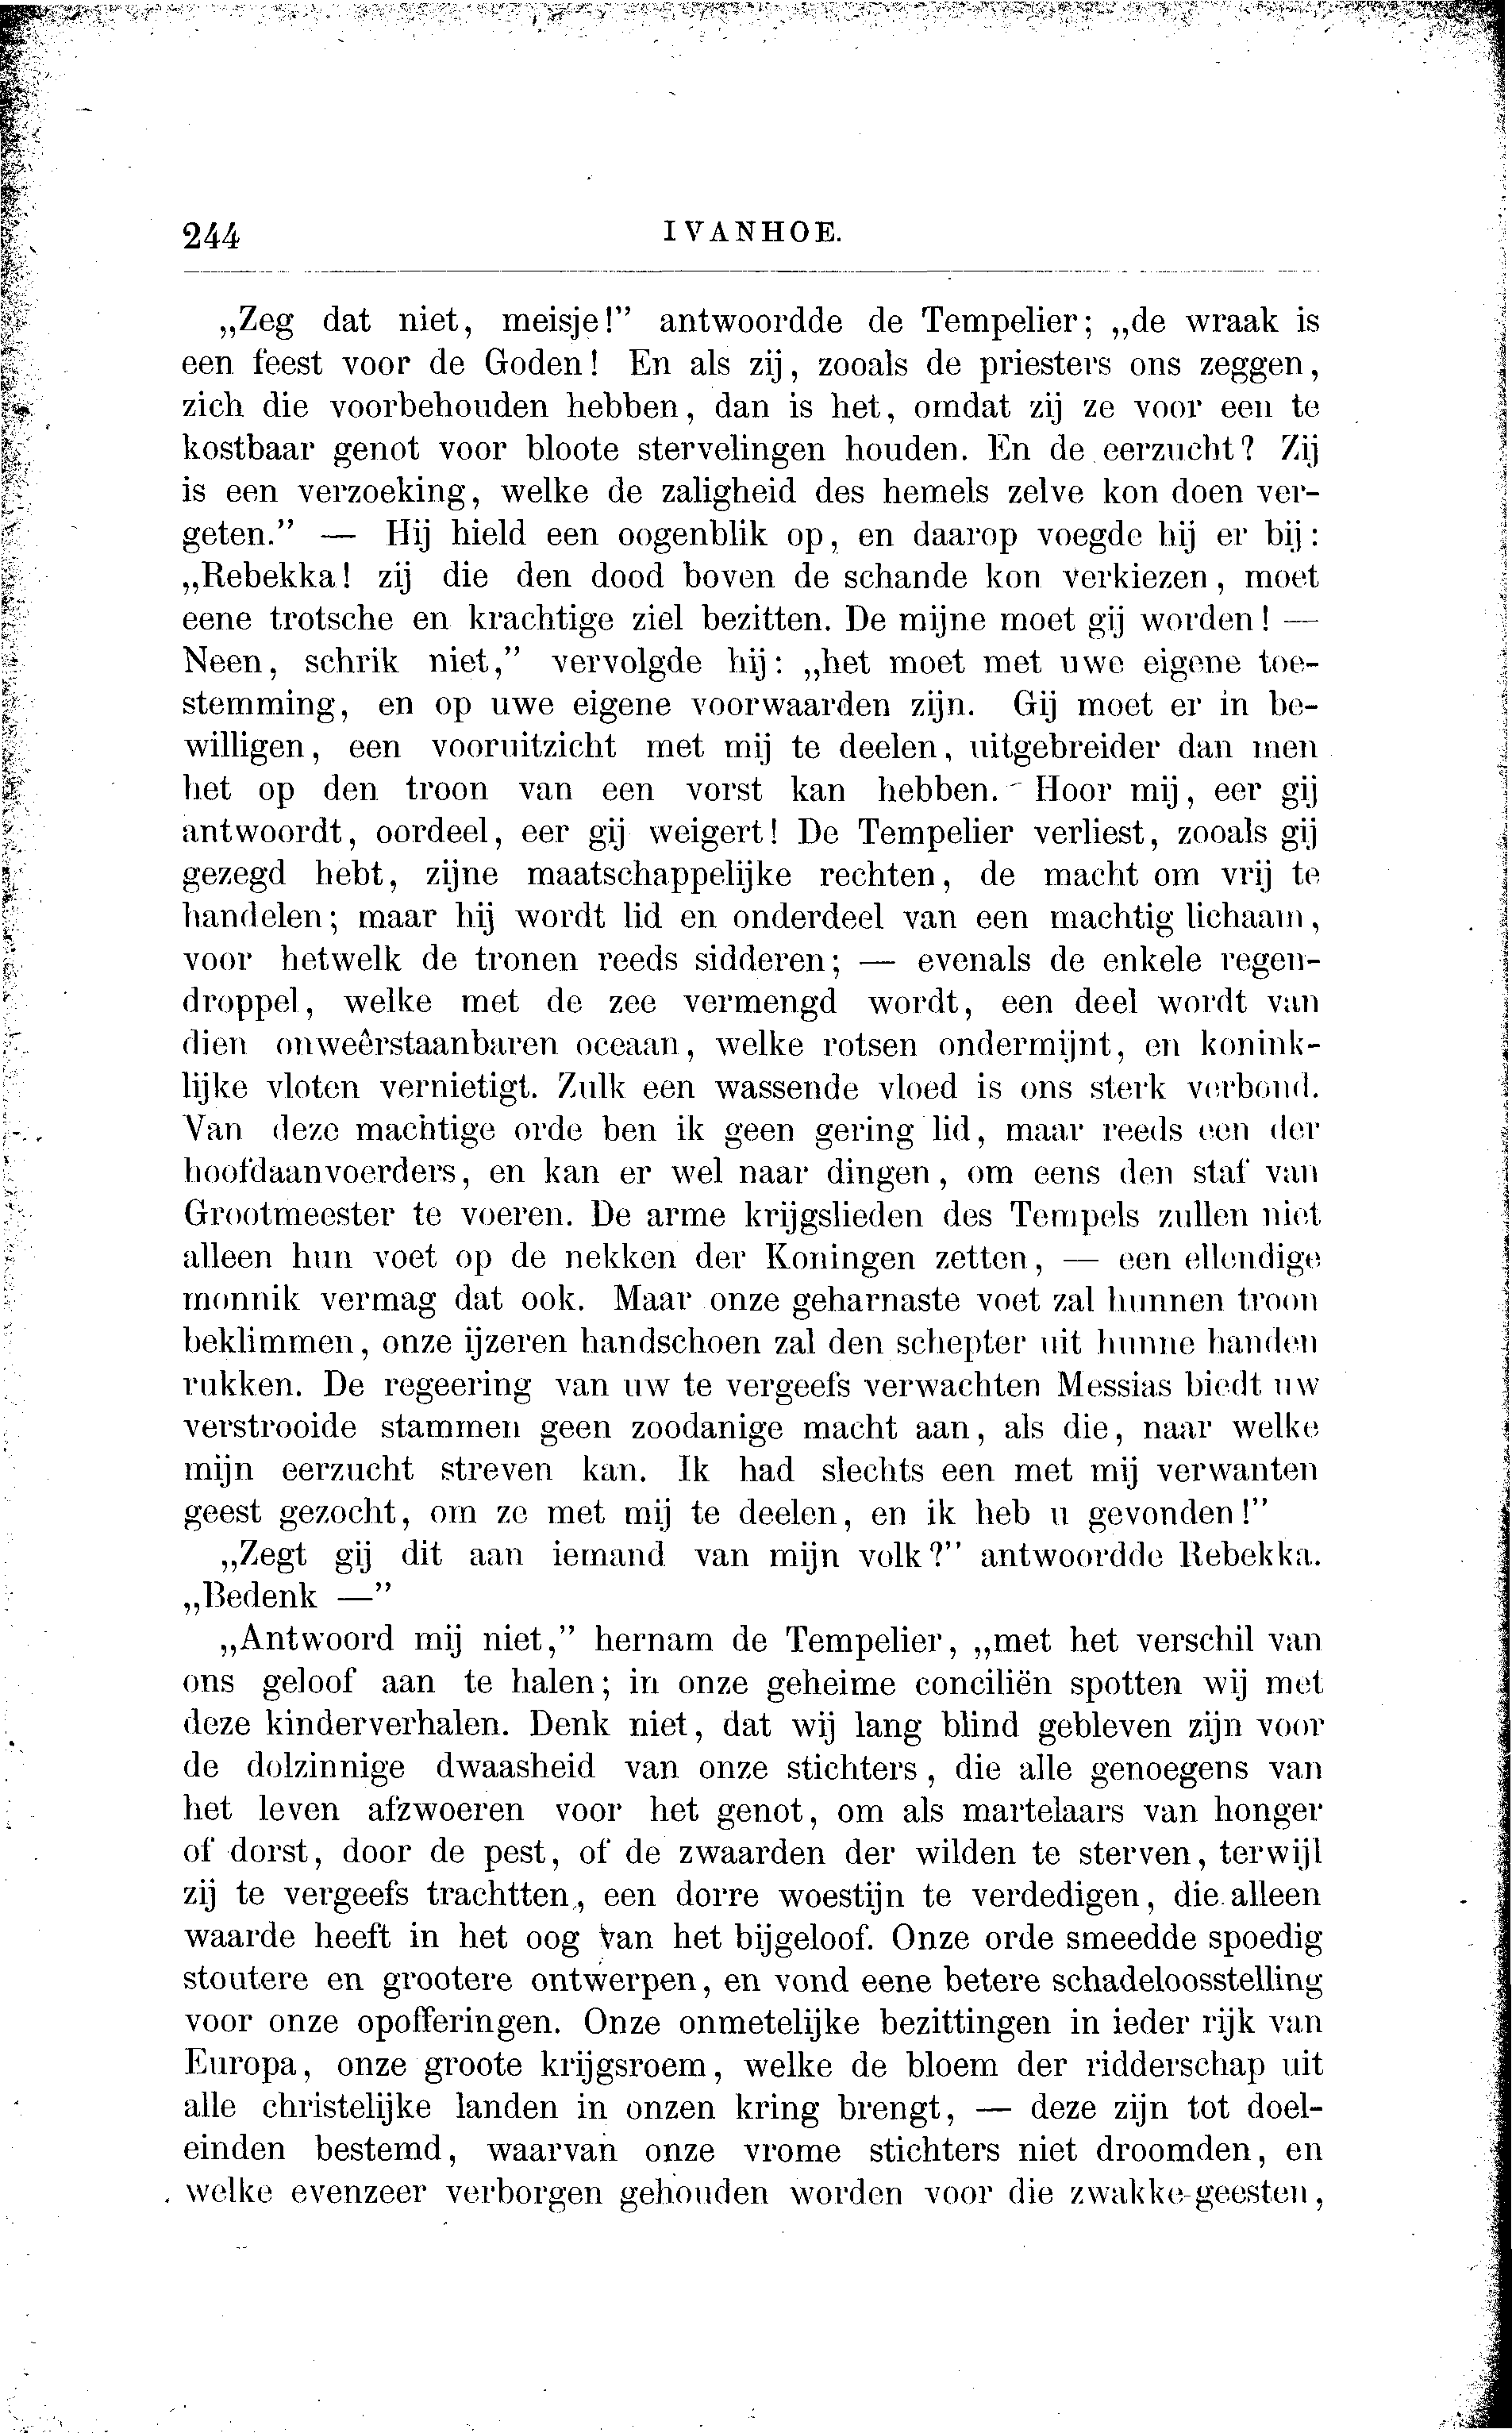 244
IVANHOE.
„Zeg dat niet, meisje!” antwoordde de Tempelier; „de wraak is
een feest voor de Goden! En als zij, zooals de priesters ons zeggen,
zich die voorbehouden hebben, dan is het, omdat zij ze voor een te
kostbaar genot voor bloote stervelingen houden. En de eerzucht? Zij
is een verzoeking, welke de zaligheid des hemels zelve kon doen ver-
geten.” — Hij hield een oogenblik op, en daarop voegde hij er bij:
„Rebekka! zij die den dood boven de schande kon verkiezen, moet
eene trotsche en krachtige ziel bezitten. De mijne moet gij worden! —
Neen, schrik niet,” vervolgde hij: „het moet met uwe eigene toe-
stemming, en op uwe eigene voorwaarden zijn. Gij moet er in be-
willigen, een vooruitzicht met mij te deelen, uitgebreider dan men
het op den troon van een vorst kan hebben. Hoor mij, eer gij
antwoordt, oordeel, eer gij weigert! De Tempelier verliest, zooals gij
gezegd hebt, zijne maatschappelijke rechten, de macht om vrij te
handelen; maar hij wordt lid en onderdeel van een machtig lichaam,
voor hetwelk de tronen reeds sidderen; — evenals de enkele regen-
droppel, welke met de zee vermengd wordt, een deel wordt van
dien onweêrstaanbaren oceaan, welke rotsen ondermijnt, en konink-
lijke vloten vernietigt. Zulk een wassende vloed is ons sterk verbond.
Van deze machtige orde ben ik geen gering lid, maar reeds een der
hoofdaanvoerders, en kan er wel naar dingen, om eens den staf van
Grootmeester te voeren. De arme krijgslieden des Tempels zullen niet
alleen hun voet op de nekken der Koningen zetten, — een ellendige
monnik vermag dat ook. Maar onze geharnaste voet zal hunnen troon
beklimmen, onze ijzeren handschoen zal den schepter uit hunne handen
rukken. De regeering van uw te vergeefs verwachten Messias biedt uw
verstrooide stammen geen zoodanige macht aan, als die, naar welke
mijn eerzucht streven kan. Ik had slechts een met mij verwanten
geest gezocht, om ze met mij te deelen, en ik heb u gevonden!”
„Zegt gij dit aan iemand van mijn volk?” antwoordde Rebekka.
„Bedenk —”
„Antwoord mij niet,” hernam de Tempelier, „met het verschil van
ons geloof aan te halen; in onze geheime conciliën spotten wij met
deze kinderverhalen. Denk niet, dat wij lang blind gebleven zijn voor
de dolzinnige dwaasheid van onze stichters, die alle genoegens van
het leven afzwoeren voor het genot, om als martelaars van honger
of dorst, door de pest, of de zwaarden der wilden te sterven, terwijl
zij te vergeefs trachtten, een dorre woestijn te verdedigen, die alleen
waarde heeft in het oog van het bijgeloof. Onze orde smeedde spoedig
stoutere en grootere ontwerpen, en vond eene betere schadeloosstelling
voor onze opofferingen. Onze onmetelijke bezittingen in ieder rijk van
Europa, onze groote krijgsroem, welke de bloem der ridderschap uit
alle christelijke landen in onzen kring brengt, — deze zijn tot doel-
einden bestemd, waarvan onze vrome stichters niet droomden, en
welke evenzeer verborgen gehouden worden voor die zwakke geesten,